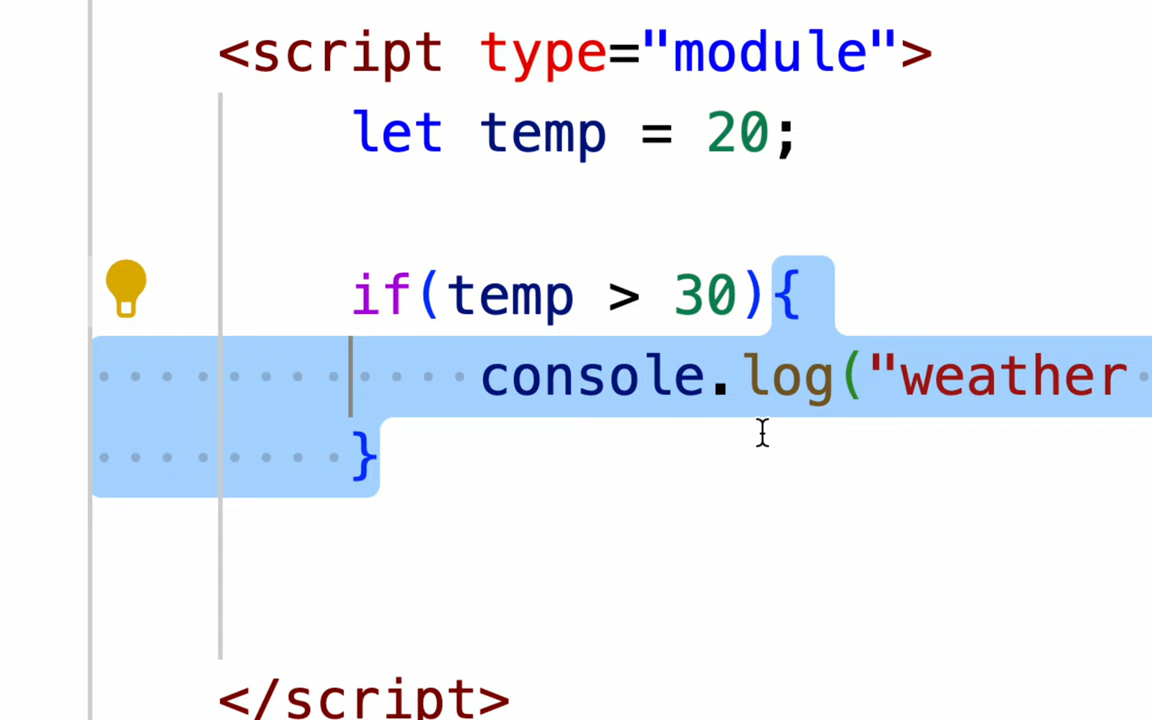 <script type="module">
let temp = 20;
if(temp > 30){
console.log("weather
}
</script>